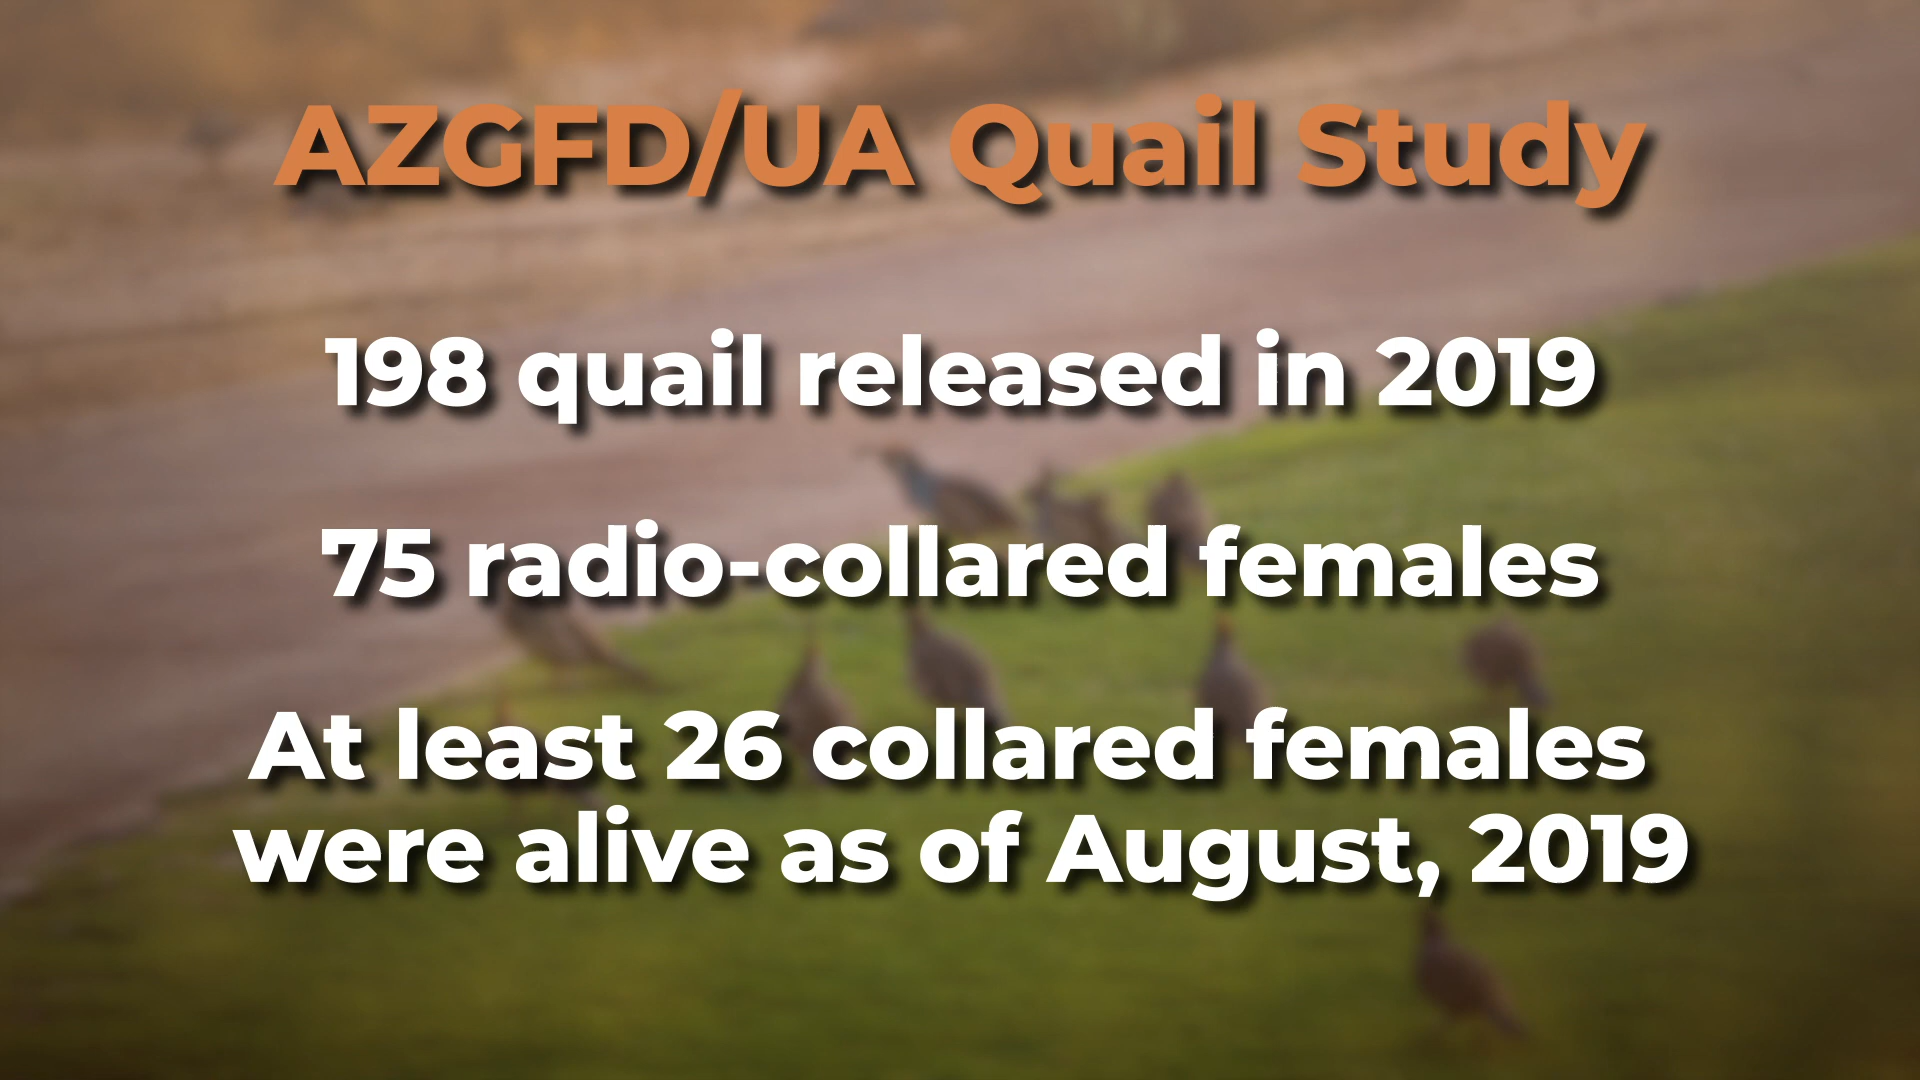 AZGFD/UA Quail Study
198 quail released in 2019
75 radio-collared females
At least 26 collared females
were alive as of August, 2019